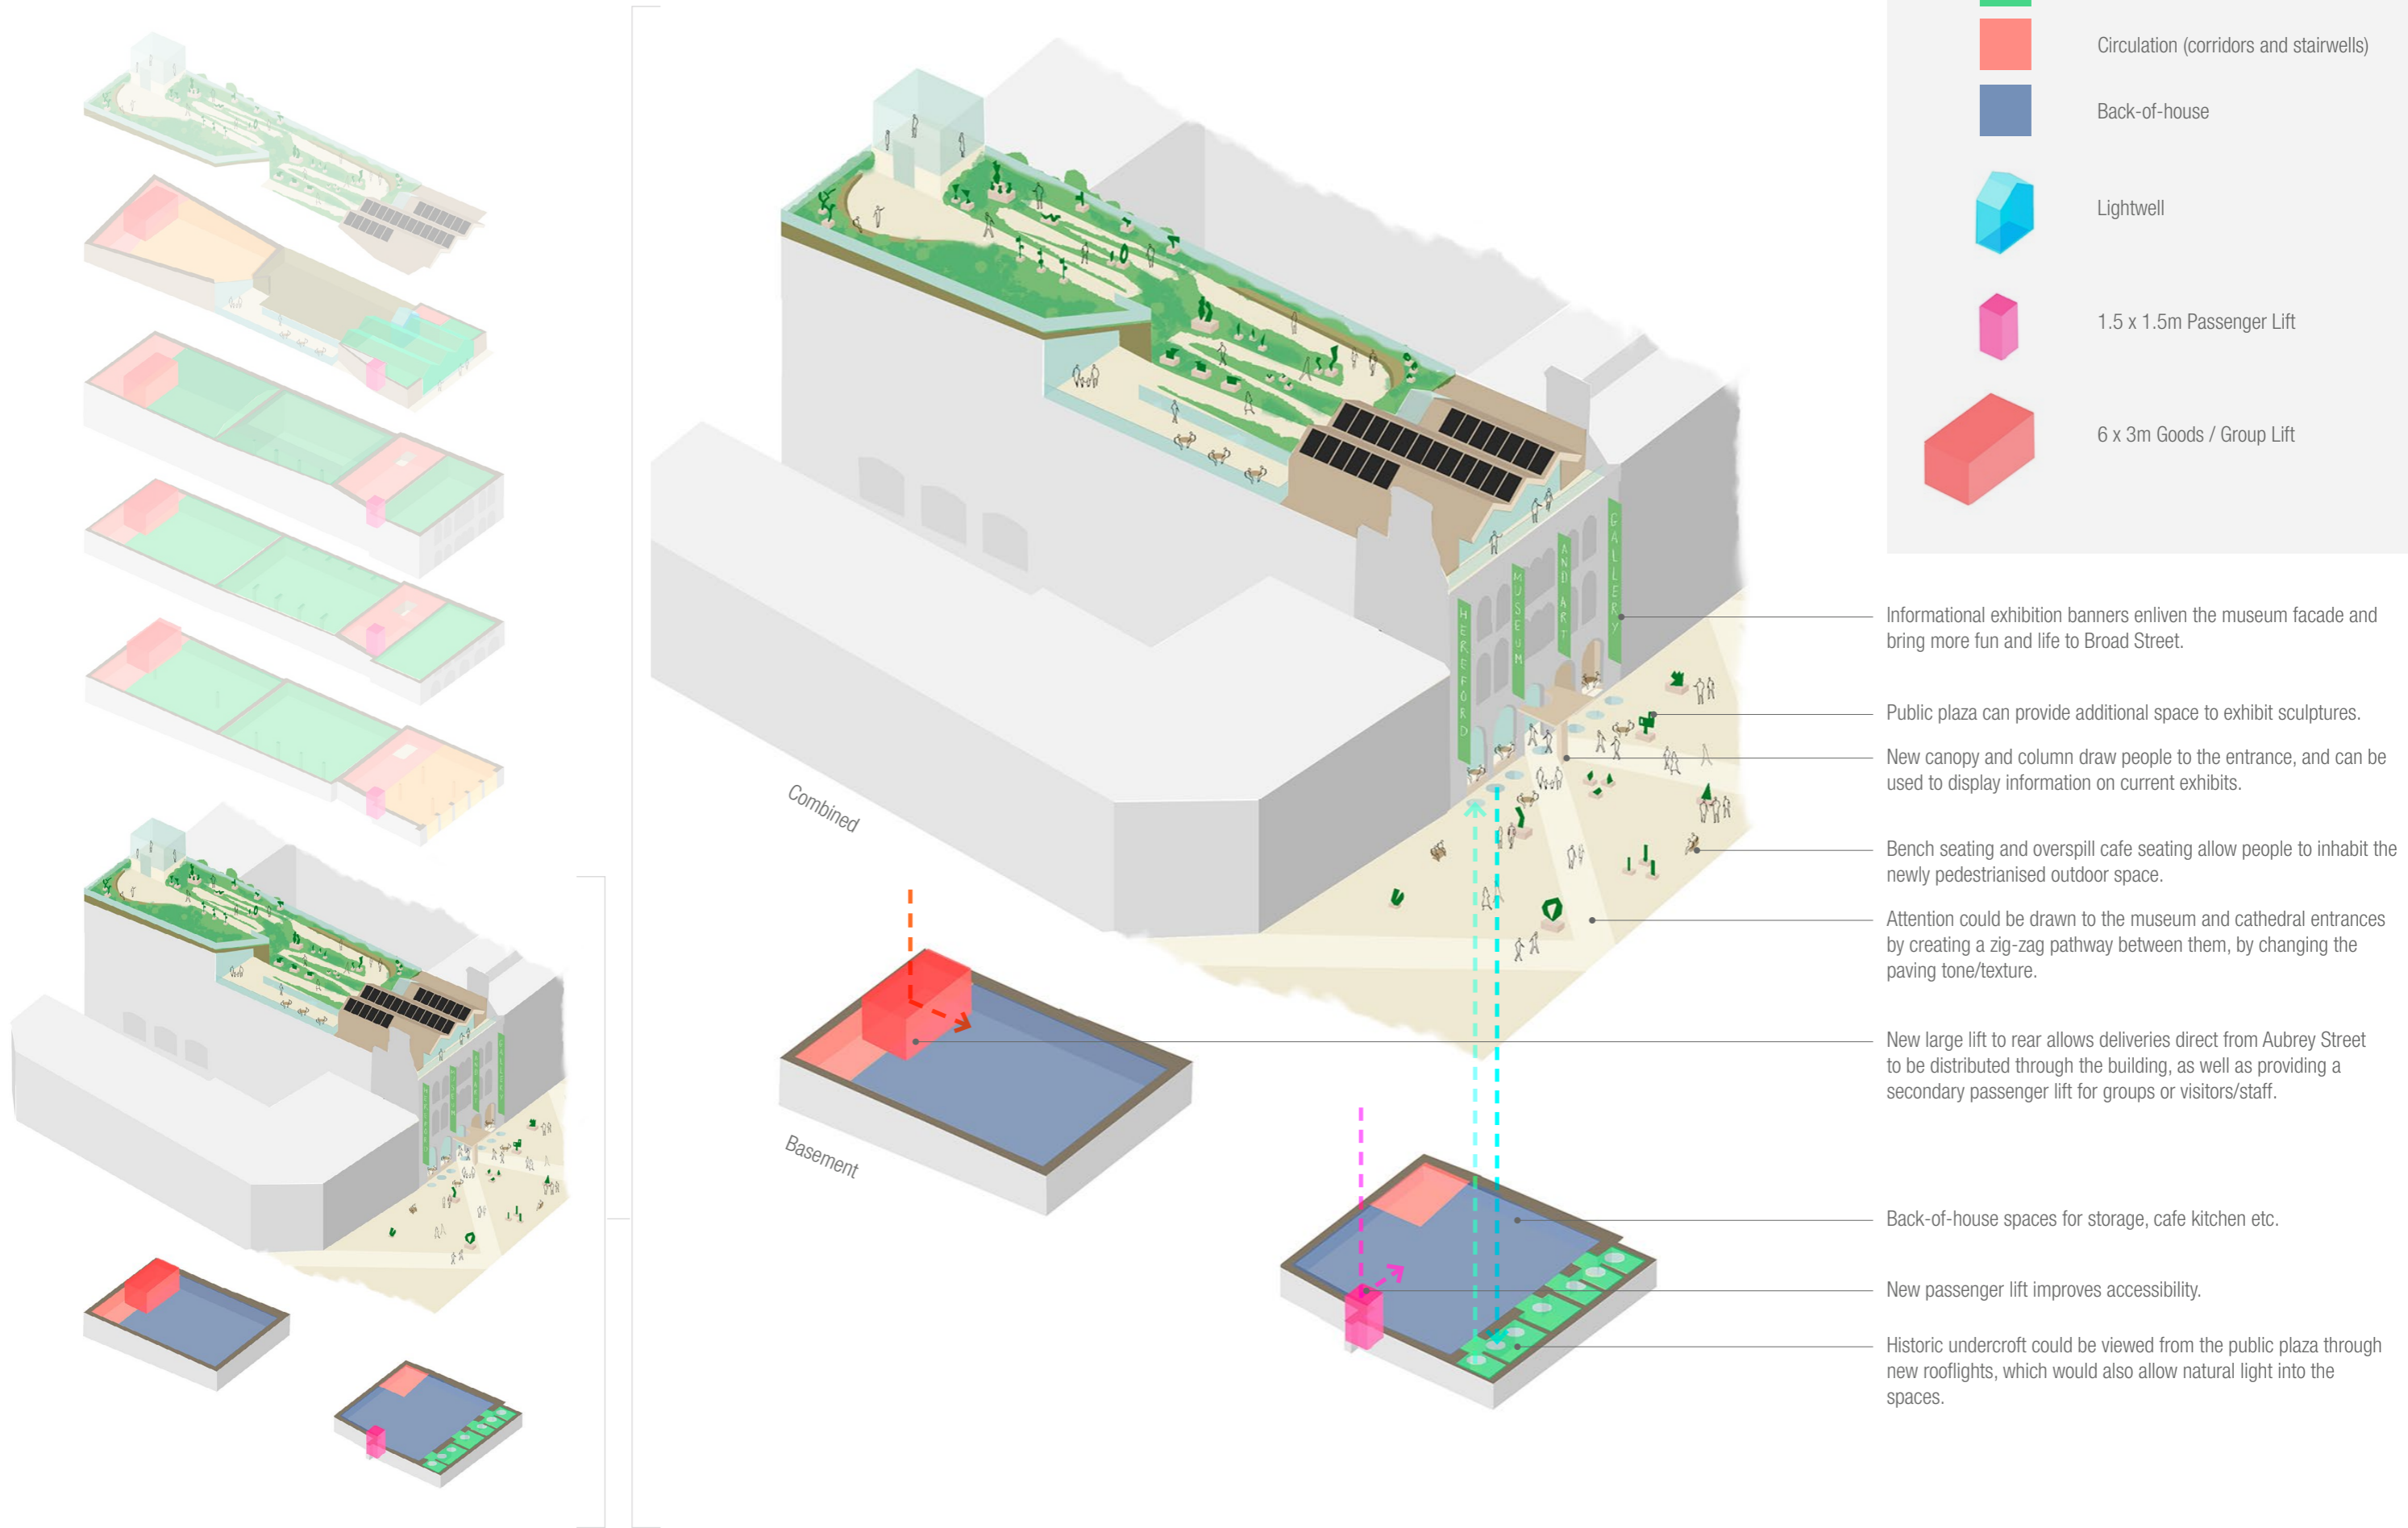 Circulation (corridors and stairwells)
Back-of-house
Lightwell
1.5 x 1.5m Passenger Lift
6 x 3m Goods / Group Lift
HEREFORD
MUSEUM
AND ART
GALLERY
Informational exhibition banners enliven the museum facade and
bring more fun and life to Broad Street.
Public plaza can provide additional space to exhibit sculptures.
New canopy and column draw people to the entrance, and can be
used to display information on current exhibits.
Combined
Bench seating and overspill cafe seating allow people to inhabit the
newly pedestrianised outdoor space.
Attention could be drawn to the museum and cathedral entrances
by creating a zig-zag pathway between them, by changing the
paving tone/texture.
New large lift to rear allows deliveries direct from Aubrey Street
to be distributed through the building, as well as providing a
secondary passenger lift for groups or visitors/staff.
Basement
Back-of-house spaces for storage, cafe kitchen etc.
New passenger lift improves accessibility.
Historic undercroft could be viewed from the public plaza through
new rooflights, which would also allow natural light into the
spaces.
HEREFORD
MUSEUM
AND ART
GALLERY